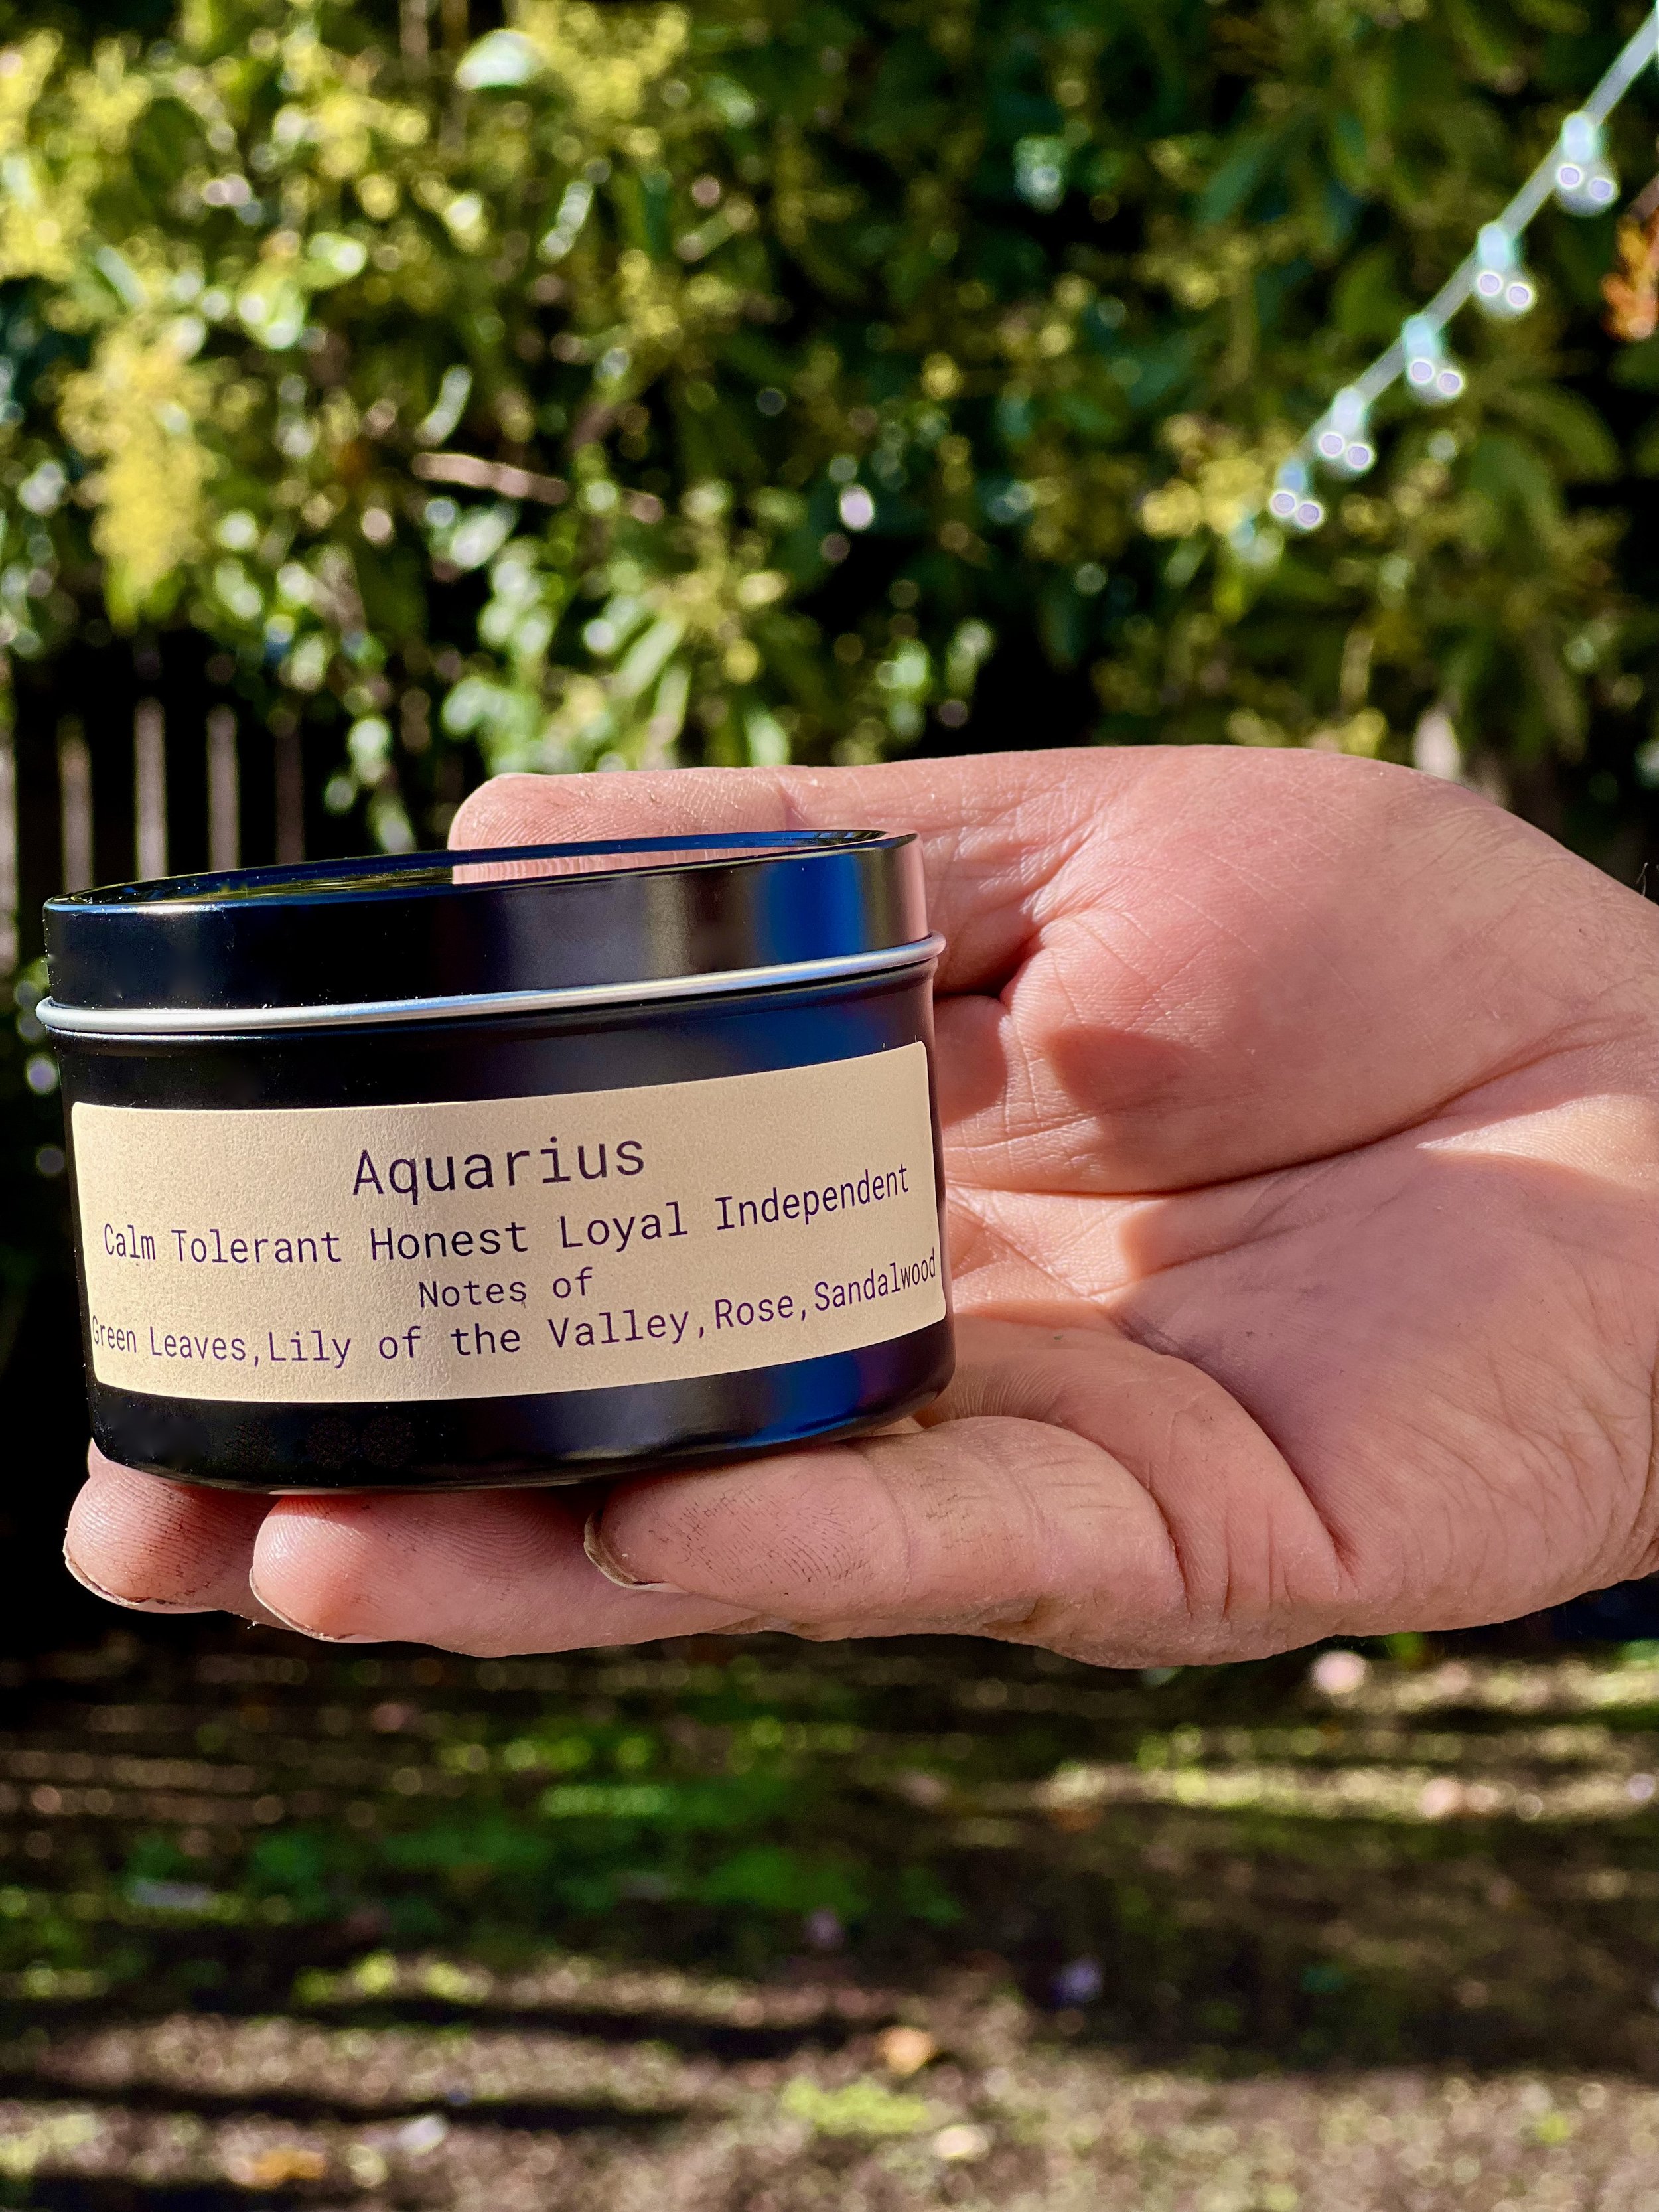 Aquarius
Calm Tolerant Honest Loyal Independent
Notes of
Green Leaves,Lily of the Valley,Rose,Sandalwood